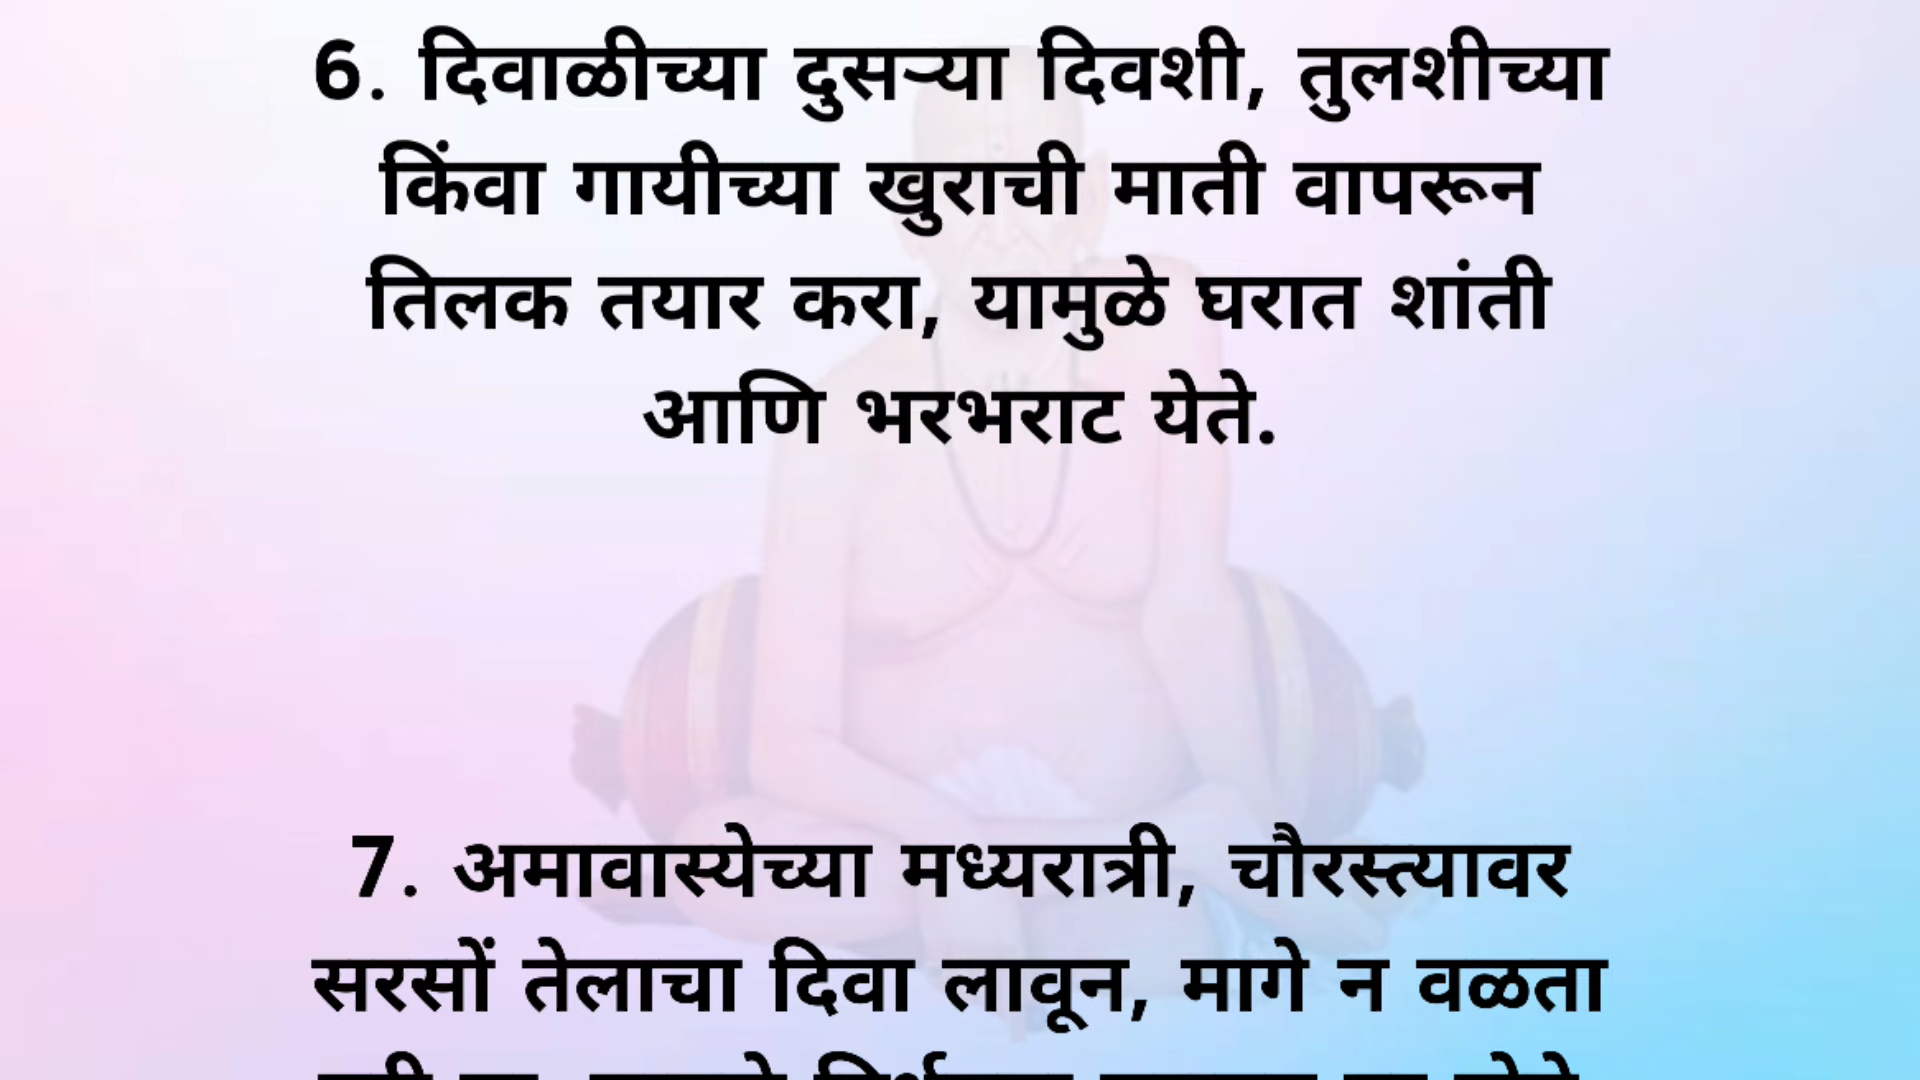 6. दिवाळीच्या दुसऱ्या दिवशी, तुलशीच्या
किंवा गायीच्या खुराची माती वापरून
तिलक तयार करा, यामुळे घरात शांती
आणि भरभराट येते.
7. अमावास्येच्या मध्यरात्री, चौरस्त्यावर
सरसों तेलाचा दिवा लावून, मागे न वळता